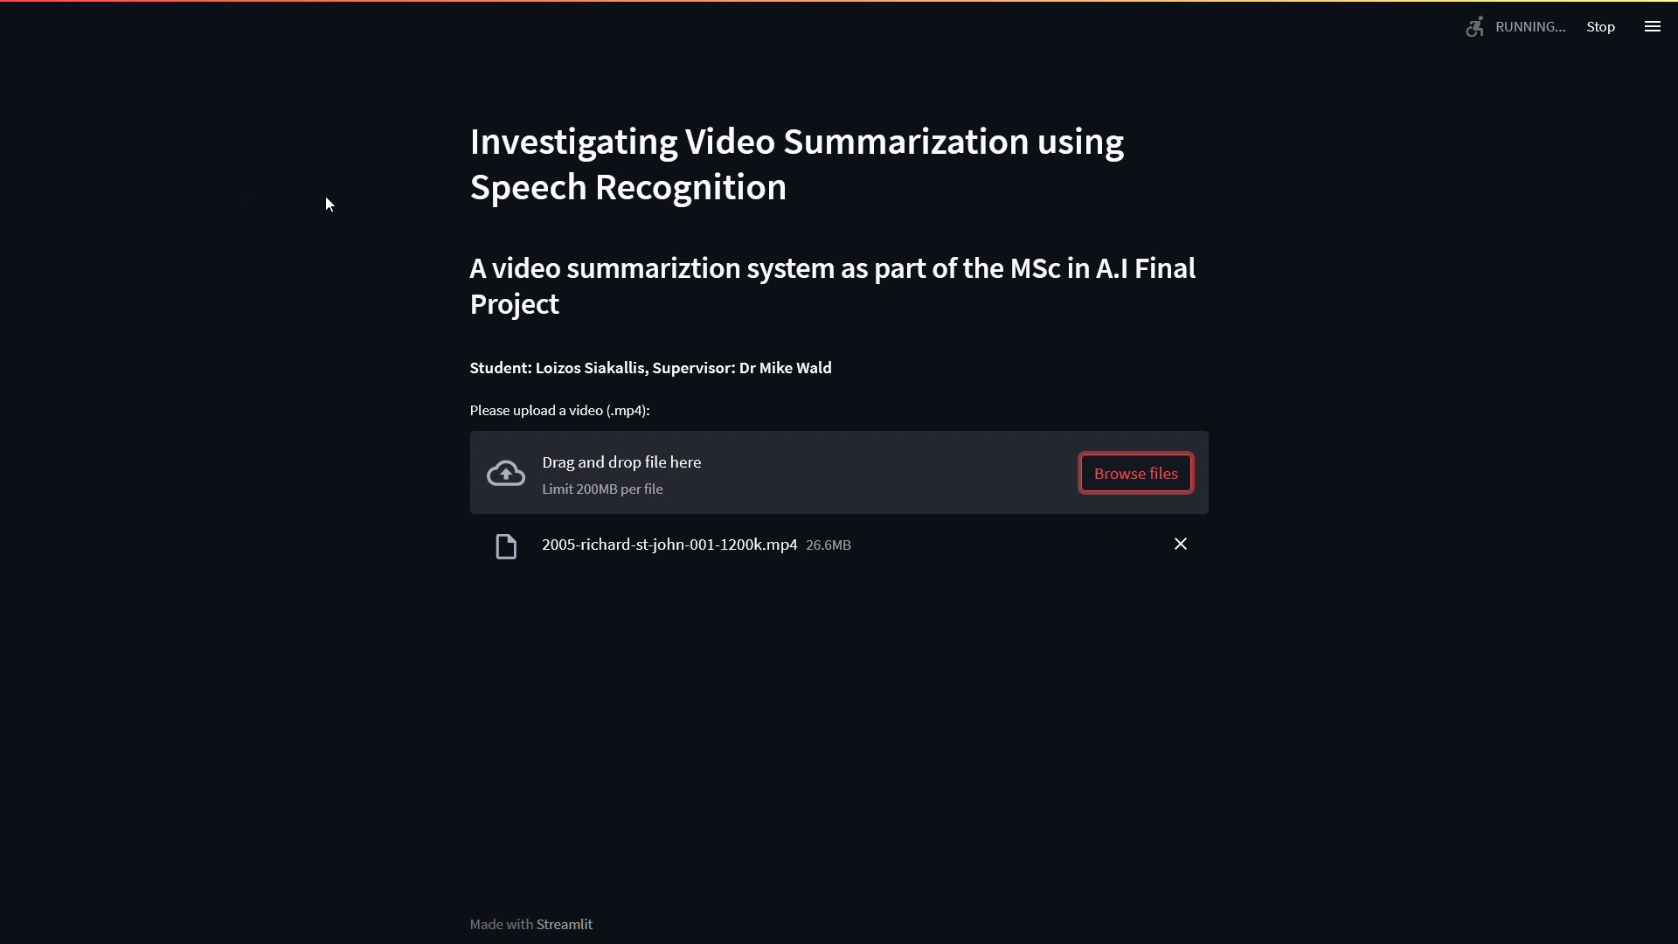 RUNNING... Stop
Investigating Video Summarization using
Speech Recognition
A video summariztion system as part of the MSc in A.I Final
Project
Student: Loizos Siakallis, Supervisor: Dr Mike Wald
Please upload a video (.mp4):
Drag and drop file here
Limit 200MB per file
Browse files
2005-richard-st-john-001-1200k.mp4 26.6MB
Made with Streamlit